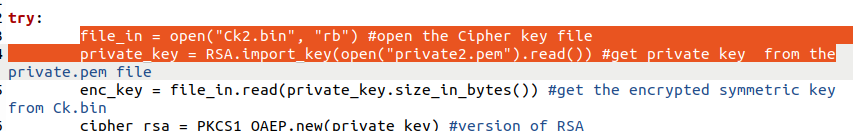 try:
file_in = open("Ck2.bin", "rb") #open the Cipher key file
private_key = RSA.import_key(open("private2.pem").read()) #get private key  from the
private.pem file
enc_key = file_in.read(private_key.size_in_bytes()) #get the encrypted symmetric key
from Ck.bin
cipher_rsa = PKCS1_OAEP.new(private_key) #version of RSA